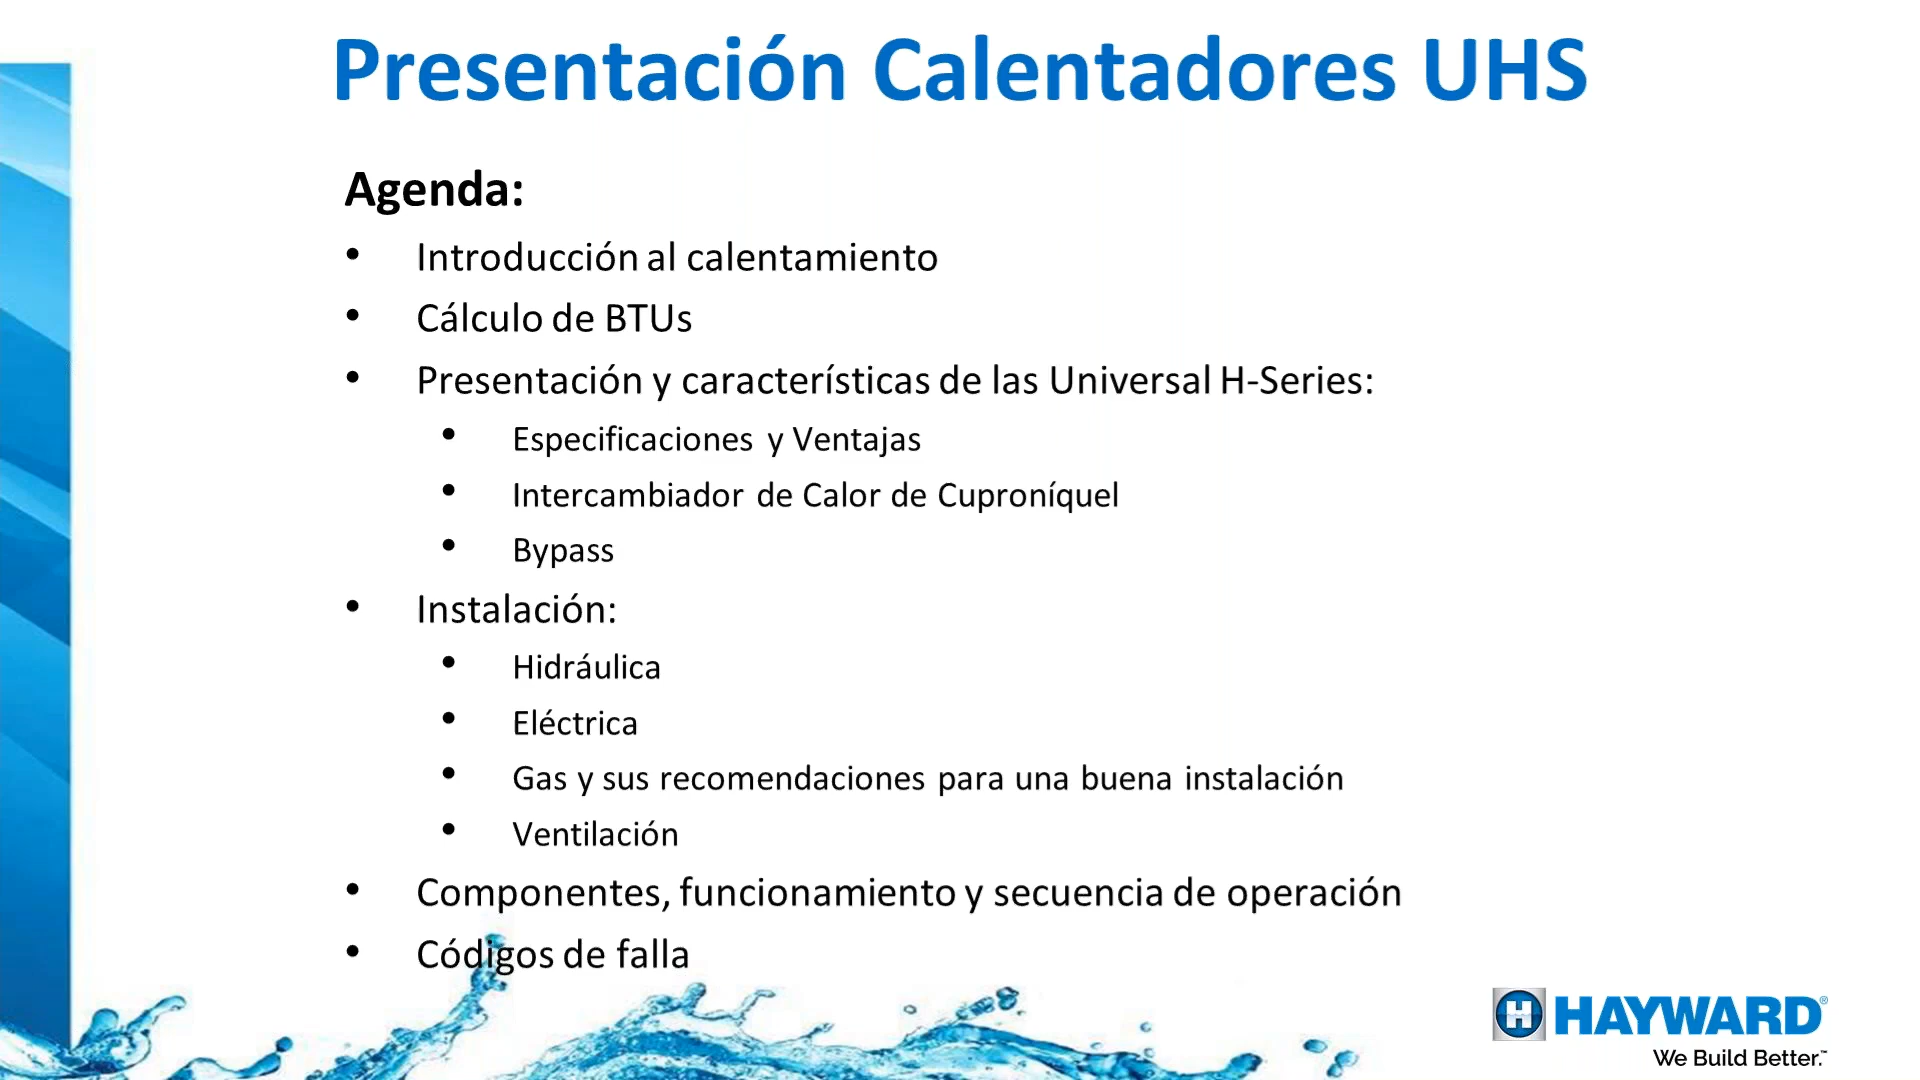 Presentación Calentadores UHS
Agenda:
• Introducción al calentamiento
• Cálculo de BTUs
• Presentación y características de las Universal H-Series:
• Especificaciones y Ventajas
• Intercambiador de Calor de Cuproníquel
• Bypass
• Instalación:
• Hidráulica
• Eléctrica
• Gas y sus recomendaciones para una buena instalación
• Ventilación
• Componentes, funcionamiento y secuencia de operación
• Códigos de falla
H HAYWARD®
We Build Better.™